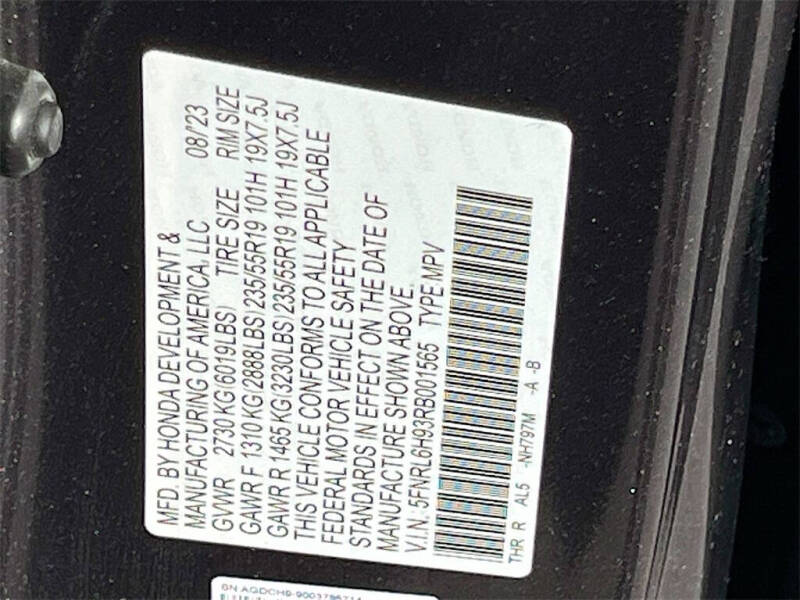 MFD. BY HONDA DEVELOPMENT &
MANUFACTURING OF AMERICA, LLC 08/'23
GVWR 2730 KG(6019LBS) TIRE SIZE RIM SIZE
GAWR F 1310 KG(2888LBS)235/55R19 101H 19X7.5J
GAWR R 1465 KG(3230LBS)235/55R19 101H 19X7.5J
THIS VEHICLE CONFORMS TO ALL APPLICABLE
FEDERAL MOTOR VEHICLE SAFETY
STANDARDS IN EFFECT ON THE DATE OF
MANUFACTURE SHOWN ABOVE.
V.I.N. 5FNRL6H93RB001565 TYPE MPV
THR R AL5 -NH797M -A -B